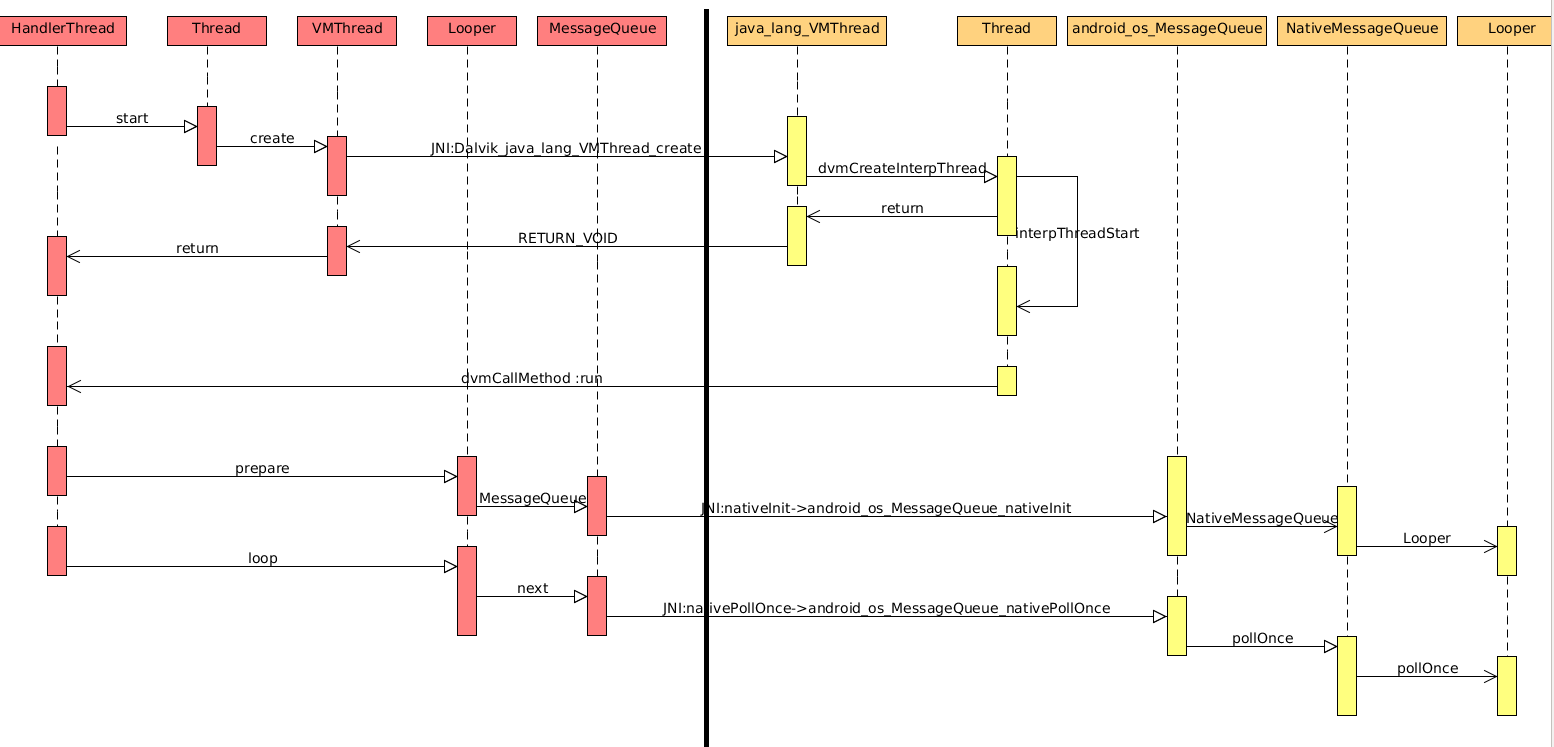 HandlerThread
Thread
VMThread
Looper
MessageQueue
java_lang_VMThread
Thread
android_os_MessageQueue
NativeMessageQueue
Looper
start
create
JNI:Dalvik_java_lang_VMThread_create
dvmCreateInterpThread
return
interpThreadStart
RETURN_VOID
return
dvmCallMethod :run
prepare
MessageQueue
JNI:nativeInit->android_os_MessageQueue_nativeInit
NativeMessageQueue
Looper
loop
next
JNI:nativePollOnce->android_os_MessageQueue_nativePollOnce
pollOnce
pollOnce